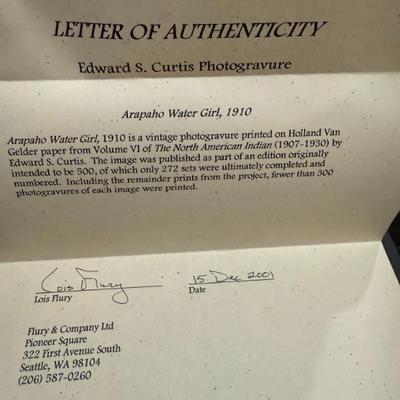 LETTER OF AUTHENTICITY
Edward S. Curtis Photogravure
Arapaho Water Girl, 1910
Arapaho Water Girl, 1910 is a vintage photogravure printed on Holland Van
Gelder paper from Volume VI of The North American Indian (1907-1930) by
Edward S. Curtis. The image was published as part of an edition originally
intended to be 500, of which only 272 sets were ultimately completed and
numbered. Including the remainder prints from the project, fewer than 300
photogravures of each image were printed.
Lois Flury 15 Dec 2001
Lois Flury Date
Flury & Company Ltd
Pioneer Square
322 First Avenue South
Seattle, WA 98104
(206) 587-0260